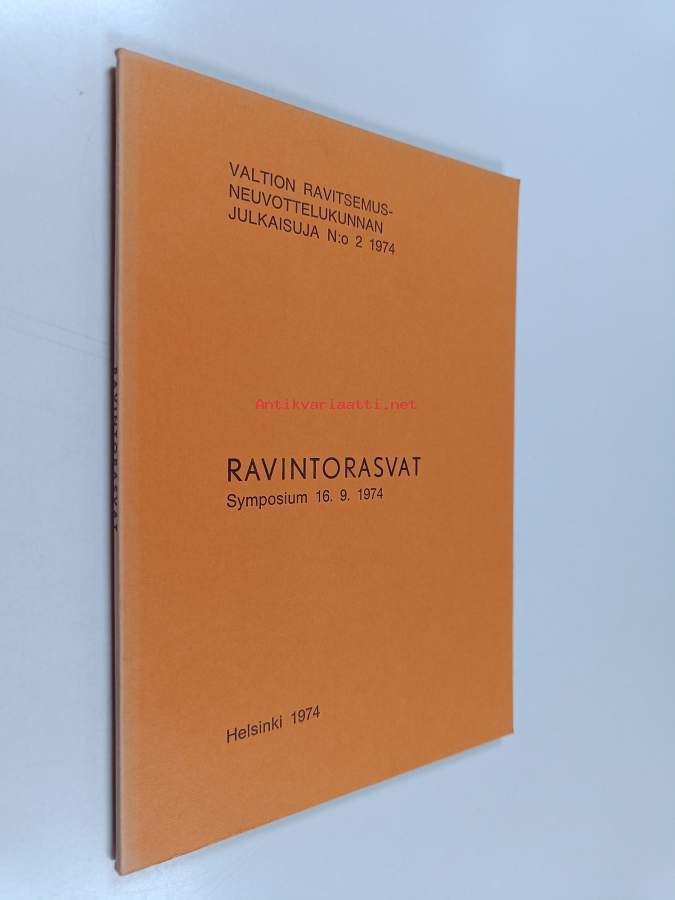 VALTION RAVITSEMUS-
NEUVOTTELUKUNNAN
JULKAISUJA N:o 2 1974
Antikvariaatti.net
RAVINTORASVAT
Symposium 16. 9. 1974
Helsinki 1974
RAVINTORASVAT